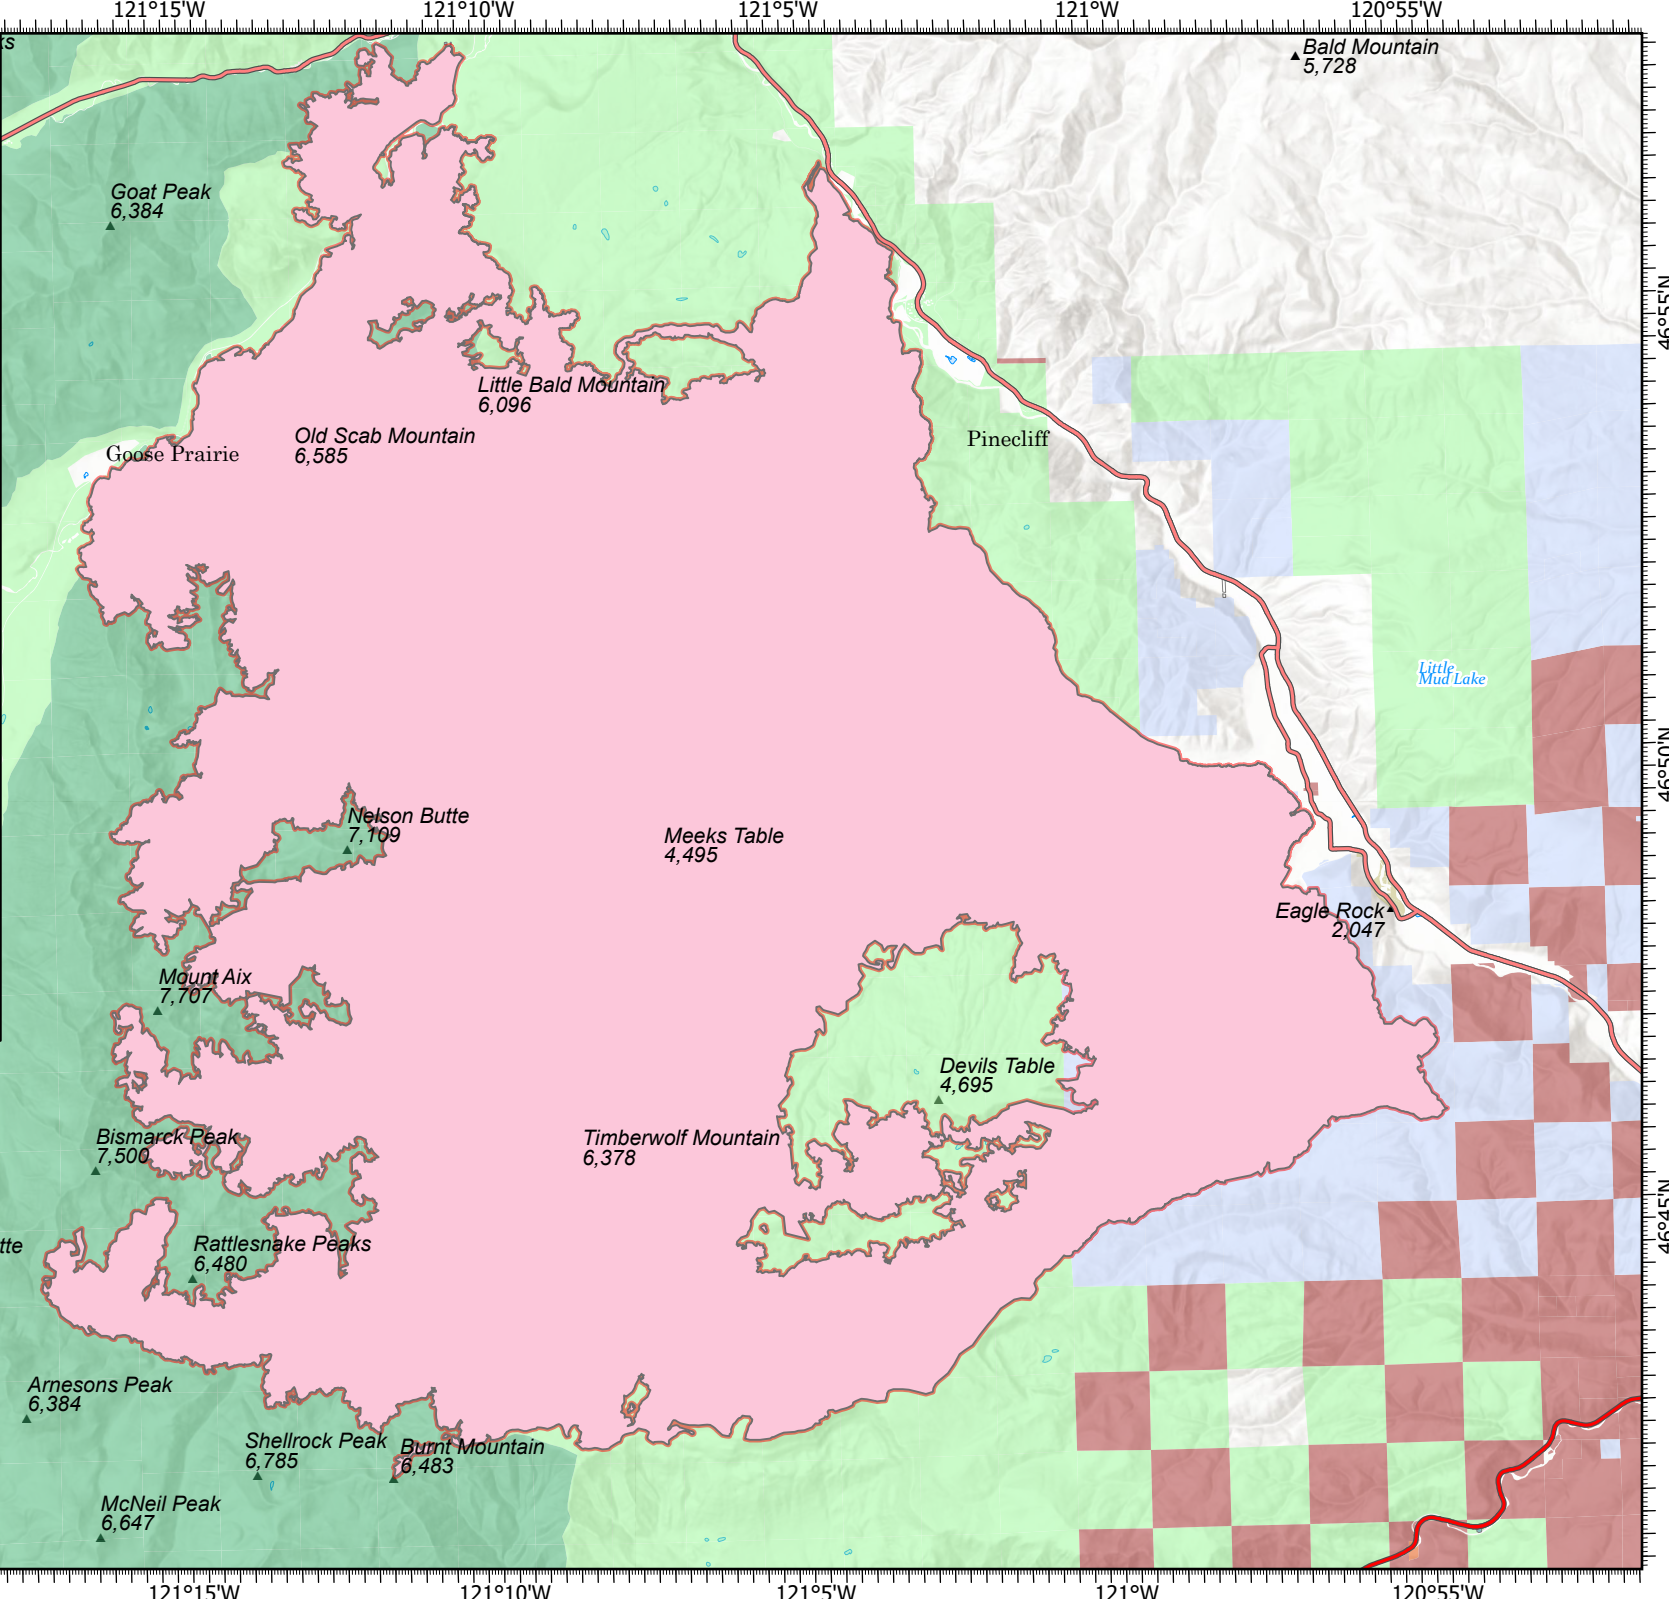 121°15'W
121°10'W
121°5'W
121°0'W
120°55'W
ks
Bald Mountain
5,728
Goat Peak
6,384
46°55'N
Little Bald Mountain
6,096
Old Scab Mountain
6,585
Goose Prairie
Pinecliff
Little
Mud Lake
46°50'N
Nelson Butte
7,109
Meeks Table
4,495
Eagle Rock
2,047
Mount Aix
7,707
Devils Table
4,695
Bismarck Peak
7,500
Timberwolf Mountain
6,378
46°45'N
tte
Rattlesnake Peaks
6,480
Arnesons Peak
6,384
Shellrock Peak
6,785
Burnt Mountain
6,483
McNeil Peak
6,647
121°15'W
121°10'W
121°5'W
121°0'W
120°55'W